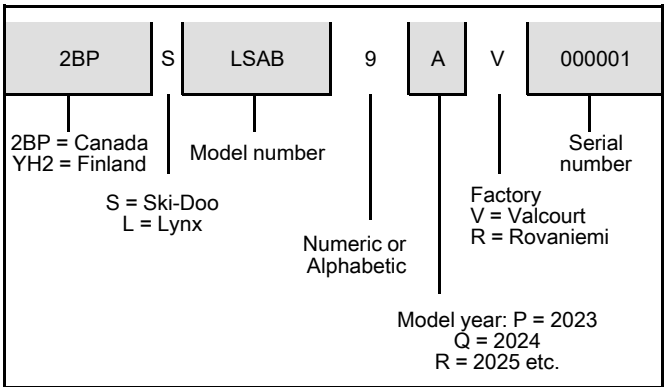 2BP S LSAB 9 A V 000001
2BP = Canada
YH2 = Finland
Model number
Serial
number
S = Ski-Doo
L = Lynx
Factory
V = Valcourt
R = Rovaniemi
Numeric or
Alphabetic
Model year: P = 2023
Q = 2024
R = 2025 etc.